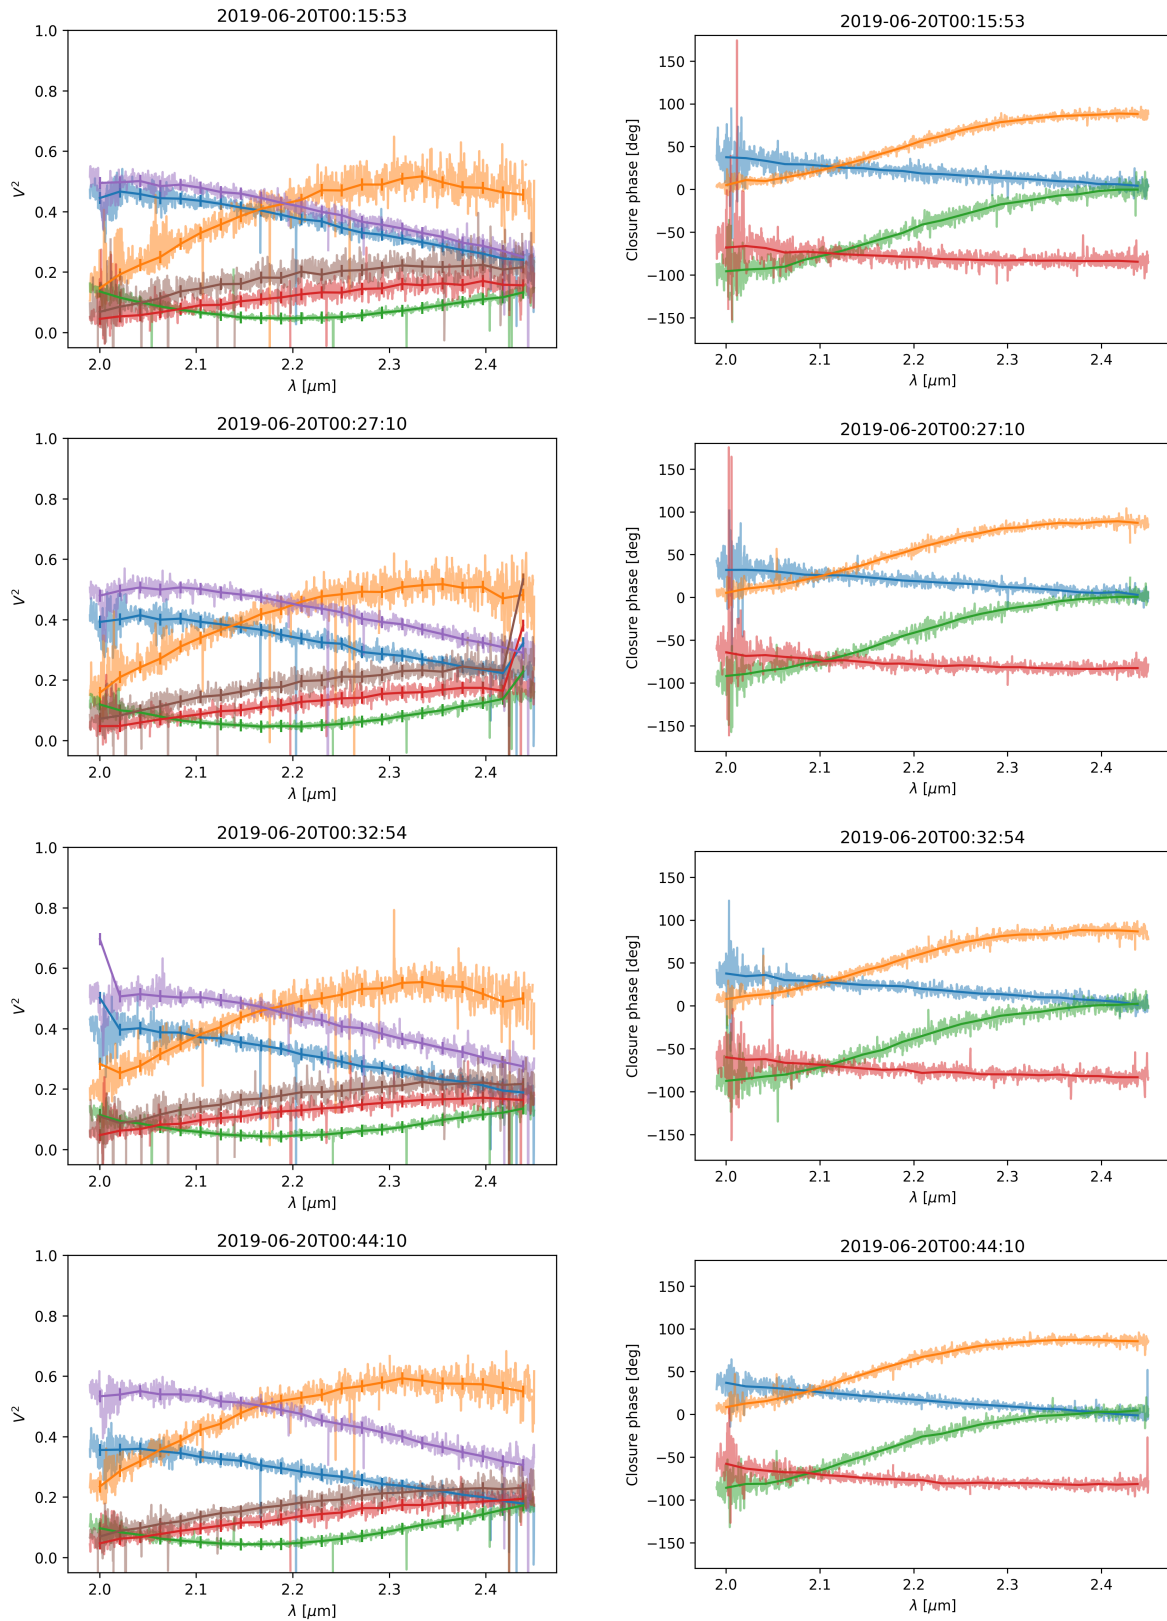 2019-06-20T00:15:53
1.0
0.8
0.6
0.4
0.2
0.0
V²
2.0 2.1 2.2 2.3 2.4
λ [μm]
2019-06-20T00:15:53
150
100
50
0
−50
−100
−150
Closure phase [deg]
2.0 2.1 2.2 2.3 2.4
λ [μm]
2019-06-20T00:27:10
1.0
0.8
0.6
0.4
0.2
0.0
V²
2.0 2.1 2.2 2.3 2.4
λ [μm]
2019-06-20T00:27:10
150
100
50
0
−50
−100
−150
Closure phase [deg]
2.0 2.1 2.2 2.3 2.4
λ [μm]
2019-06-20T00:32:54
1.0
0.8
0.6
0.4
0.2
0.0
V²
2.0 2.1 2.2 2.3 2.4
λ [μm]
2019-06-20T00:32:54
150
100
50
0
−50
−100
−150
Closure phase [deg]
2.0 2.1 2.2 2.3 2.4
λ [μm]
2019-06-20T00:44:10
1.0
0.8
0.6
0.4
0.2
0.0
V²
2.0 2.1 2.2 2.3 2.4
λ [μm]
2019-06-20T00:44:10
150
100
50
0
−50
−100
−150
Closure phase [deg]
2.0 2.1 2.2 2.3 2.4
λ [μm]